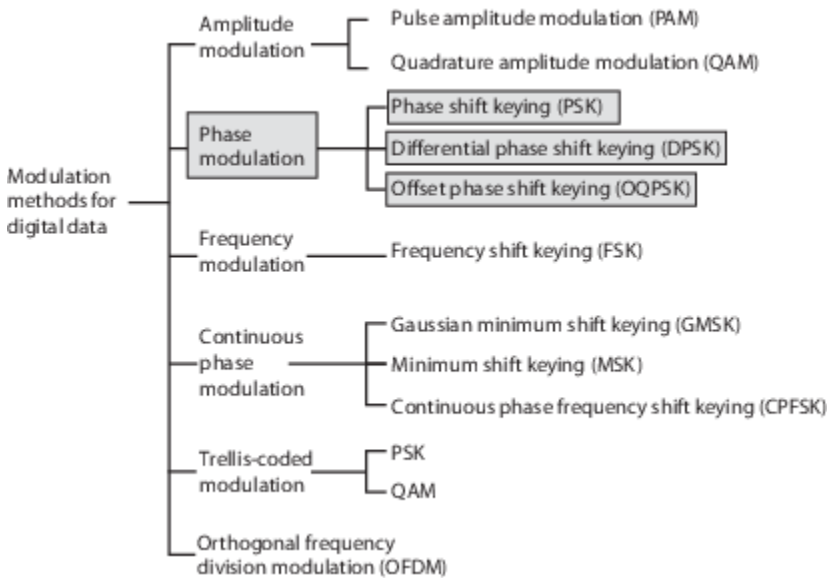 Amplitude
modulation
Pulse amplitude modulation (PAM)
Quadrature amplitude modulation (QAM)
Phase
modulation
Phase shift keying (PSK)
Differential phase shift keying (DPSK)
Offset phase shift keying (OQPSK)
Modulation
methods for
digital data
Frequency
modulation
Frequency shift keying (FSK)
Continuous
phase
modulation
Gaussian minimum shift keying (GMSK)
Minimum shift keying (MSK)
Continuous phase frequency shift keying (CPFSK)
Trellis-coded
modulation
PSK
QAM
Orthogonal frequency
division modulation (OFDM)